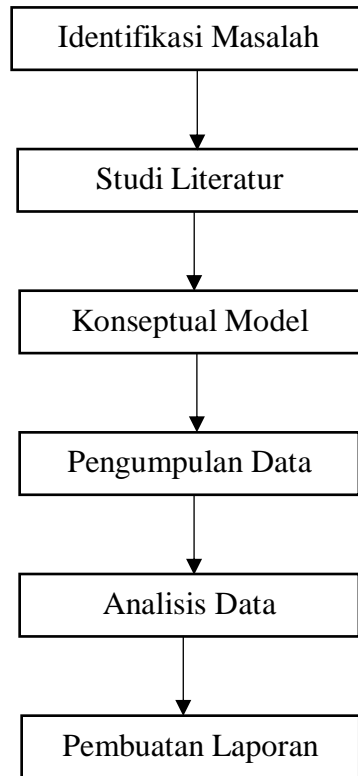 Identifikasi Masalah
Studi Literatur
Konseptual Model
Pengumpulan Data
Analisis Data
Pembuatan Laporan